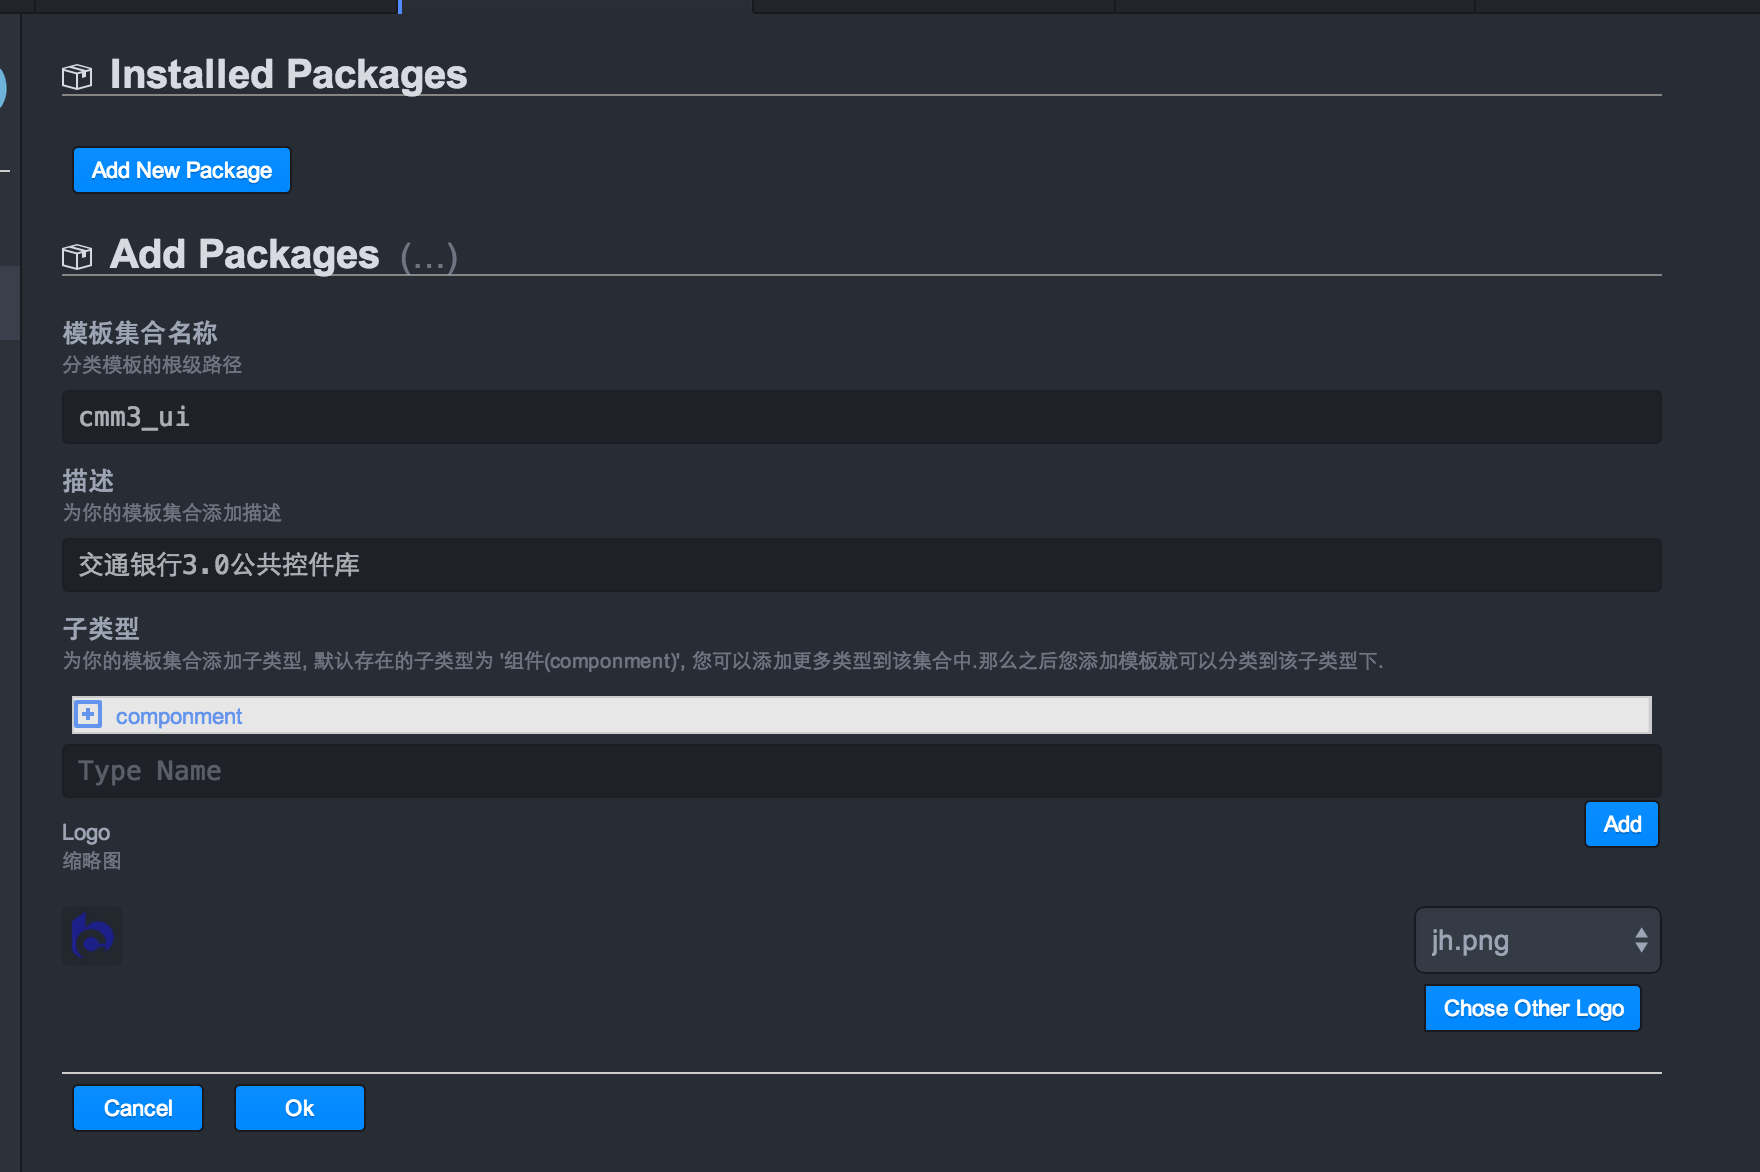 Installed Packages
Add New Package
Add Packages (...)
模板集合名称
分类模板的根级路径
cmm3_ui
描述
为你的模板集合添加描述
交通银行3.0公共控件库
子类型
为你的模板集合添加子类型, 默认存在的子类型为 '组件(componment)', 您可以添加更多类型到该集合中.那么之后您添加模板就可以分类到该子类型下.
componment
Type Name
Add
Logo
缩略图
jh.png
Chose Other Logo
Cancel
Ok